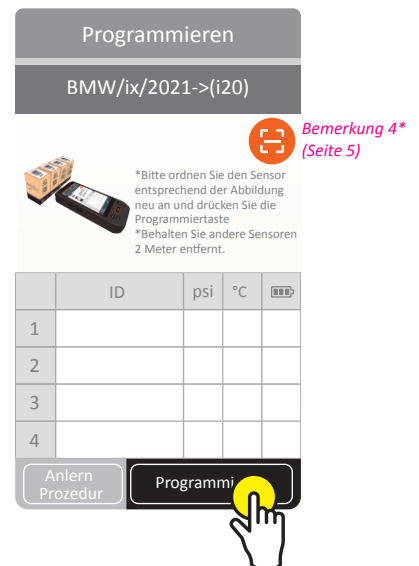 Programmieren
BMW/ix/2021->(i20)
Bemerkung 4*
(Seite 5)
*Bitte ordnen Sie den Sensor
entsprechend der Abbildung
neu an und drücken Sie die
Programmiertaste
*Behalten Sie andere Sensoren
2 Meter entfernt.
ID psi °C
1
2
3
4
Anlern
Prozedur
Programmi